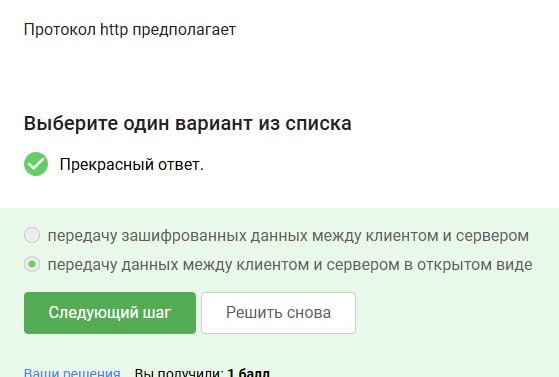 Протокол http предполагает
Выберите один вариант из списка
Прекрасный ответ.
передачу зашифрованных данных между клиентом и сервером
передачу данных между клиентом и сервером в открытом виде
Следующий шаг Решить снова
Ваши решения Вы получили: 1 балл